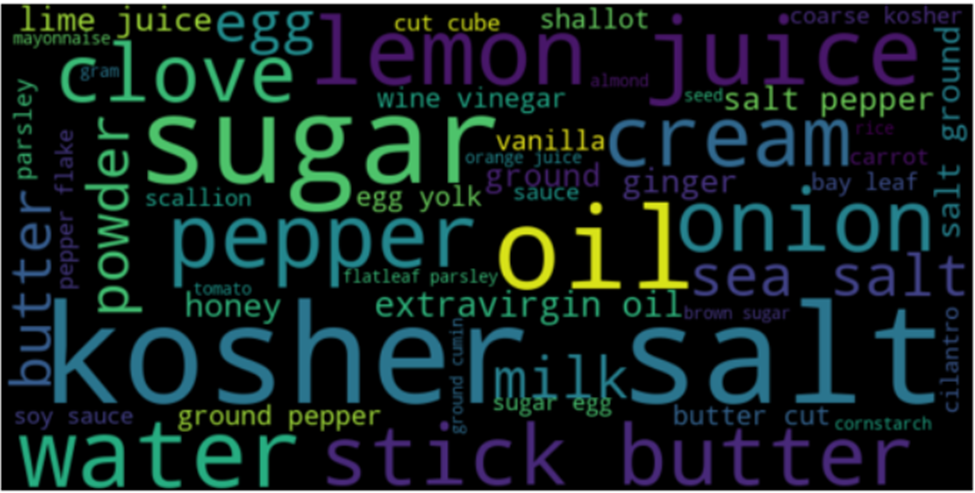 lime juice
egg
cut cube
shallot
coarse kosher
mayonnaise
lemon juice
clove
gram
almond
salt ground
wine vinegar
seed
salt pepper
parsley
sugar
vanilla
cream
rice
pepper flake
powder
orange juice
carrot
ground
ginger
bay leaf
scallion
egg yolk
sauce
butter
pepper
oil
onion
flatleaf parsley
sea salt
tomato
honey
extravirgin oil
brown sugar
kosher salt
ground cumin
milk
cilantro
sugar egg
soy sauce
ground pepper
butter cut
cornstarch
water
stick butter